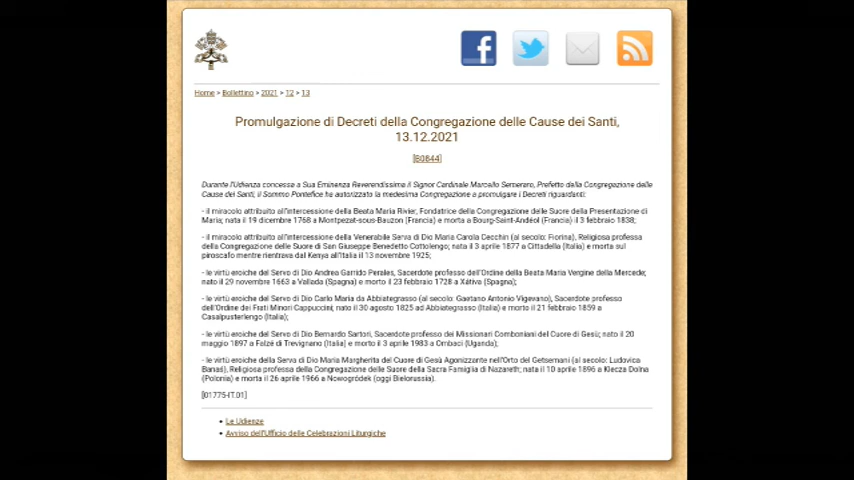 Home > Bollettino > 2021 > 12 > 13
Promulgazione di Decreti della Congregazione delle Cause dei Santi,
13.12.2021
[B0844]
Durante l'Udienza concessa a Sua Eminenza Reverendissima il Signor Cardinale Marcello Semeraro, Prefetto della Congregazione delle
Cause dei Santi, il Sommo Pontefice ha autorizzato la medesima Congregazione a promulgare i Decreti riguardanti:
- il miracolo attribuito all'intercessione della Beata Maria Rivier, Fondatrice della Congregazione delle Suore della Presentazione di
Maria; nata il 19 dicembre 1768 a Montpezat-sous-Bauzon (Francia) e morta a Bourg-Saint-Andéol (Francia) il 3 febbraio 1838;
- il miracolo attribuito all'intercessione della Venerabile Serva di Dio Maria Carola Cecchin (al secolo: Fiorina), Religiosa professa
della Congregazione delle Suore di San Giuseppe Benedetto Cottolengo; nata il 3 aprile 1877 a Cittadella (Italia) e morta sul
piroscafo mentre rientrava dal Kenya all'Italia il 13 novembre 1925;
- le virtù eroiche del Servo di Dio Andrea Garrido Perales, Sacerdote professo dell'Ordine della Beata Maria Vergine della Mercede;
nato il 29 novembre 1663 a Vallada (Spagna) e morto il 23 febbraio 1728 a Xátiva (Spagna);
- le virtù eroiche del Servo di Dio Carlo Maria da Abbiategrasso (al secolo: Gaetano Antonio Vigevano), Sacerdote professo
dell'Ordine dei Frati Minori Cappuccini; nato il 30 agosto 1825 ad Abbiategrasso (Italia) e morto il 21 febbraio 1859 a
Casalpusterlengo (Italia);
- le virtù eroiche del Servo di Dio Bernardo Sartori, Sacerdote professo dei Missionari Comboniani del Cuore di Gesù; nato il 20
maggio 1897 a Falzé di Trevignano (Italia) e morto il 3 aprile 1983 a Ombaci (Uganda);
- le virtù eroiche della Serva di Dio Maria Margherita del Cuore di Gesù Agonizzante nell'Orto del Getsemani (al secolo: Ludovica
Banaś), Religiosa professa della Congregazione delle Suore della Sacra Famiglia di Nazareth; nata il 10 aprile 1896 a Klecza Dolna
(Polonia) e morta il 26 aprile 1966 a Nowogródek (oggi Bielorussia).
[01775-IT.01]
Le Udienze
Avviso dell'Ufficio delle Celebrazioni Liturgiche